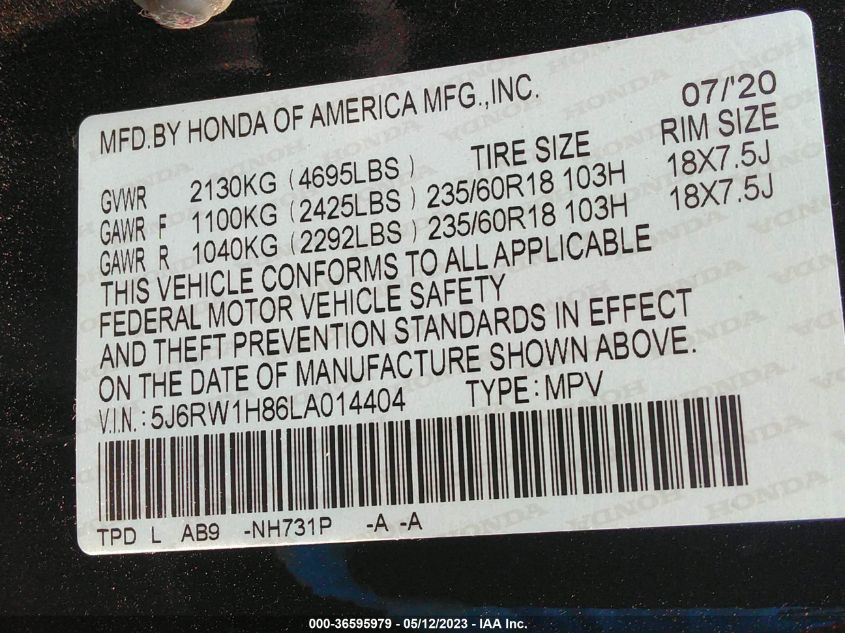 MFD.BY HONDA OF AMERICA MFG.,INC. 07/'20
TIRE SIZE RIM SIZE
GVWR 2130KG (4695LBS)
GAWR F 1100KG (2425LBS) 235/60R18 103H 18X7.5J
GAWR R 1040KG (2292LBS) 235/60R18 103H 18X7.5J
THIS VEHICLE CONFORMS TO ALL APPLICABLE
FEDERAL MOTOR VEHICLE SAFETY
AND THEFT PREVENTION STANDARDS IN EFFECT
ON THE DATE OF MANUFACTURE SHOWN ABOVE.
V.I.N.: 5J6RW1H86LA014404 TYPE: MPV
TPD L AB9 -NH731P -A -A
000-36595979 - 05/12/2023 - IAA Inc.